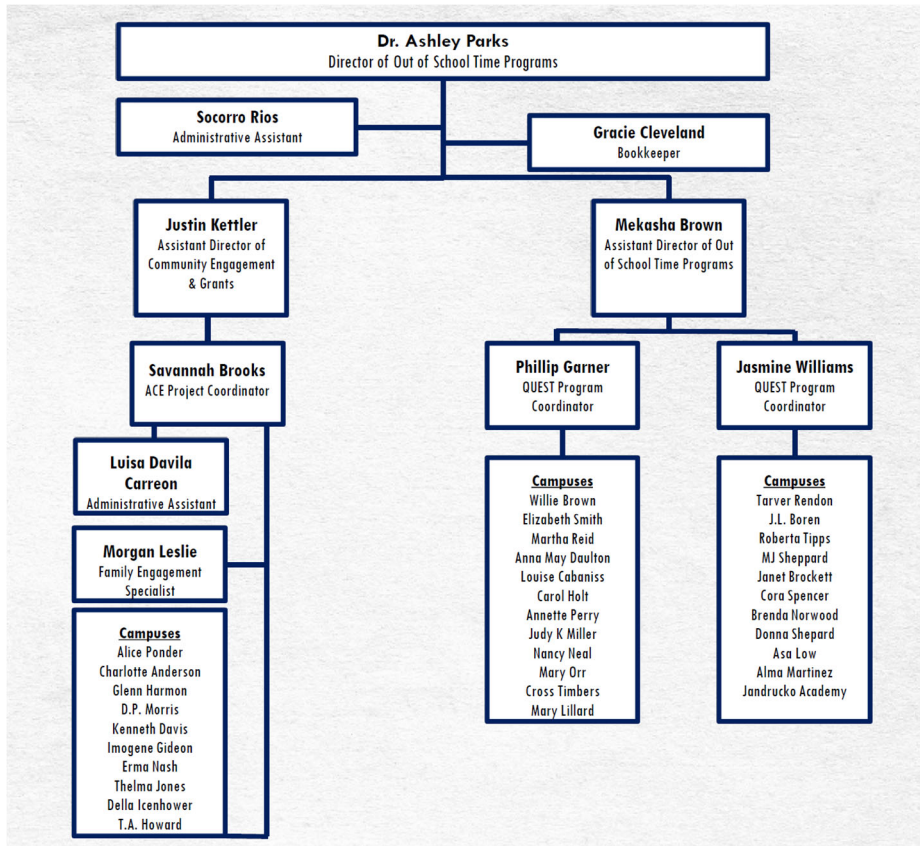 Dr. Ashley Parks
Director of Out of School Time Programs
Socorro Rios
Administrative Assistant
Gracie Cleveland
Bookkeeper
Justin Kettler
Assistant Director of
Community Engagement
& Grants
Mekasha Brown
Assistant Director of Out
of School Time Programs
Savannah Brooks
ACE Project Coordinator
Phillip Garner
QUEST Program
Coordinator
Jasmine Williams
QUEST Program
Coordinator
Luisa Davila
Carreon
Administrative Assistant
Morgan Leslie
Family Engagement
Specialist
Campuses
Alice Ponder
Charlotte Anderson
Glenn Harmon
D.P. Morris
Kenneth Davis
Imogene Gideon
Erma Nash
Thelma Jones
Della Icenhower
T.A. Howard
Campuses
Willie Brown
Elizabeth Smith
Martha Reid
Anna May Daulton
Louise Cabaniss
Carol Holt
Annette Perry
Judy K Miller
Nancy Neal
Mary Orr
Cross Timbers
Mary Lillard
Campuses
Tarver Rendon
J.L. Boren
Roberta Tipps
MJ Sheppard
Janet Brockett
Cora Spencer
Brenda Norwood
Donna Shepard
Asa Low
Alma Martinez
Jandrucko Academy